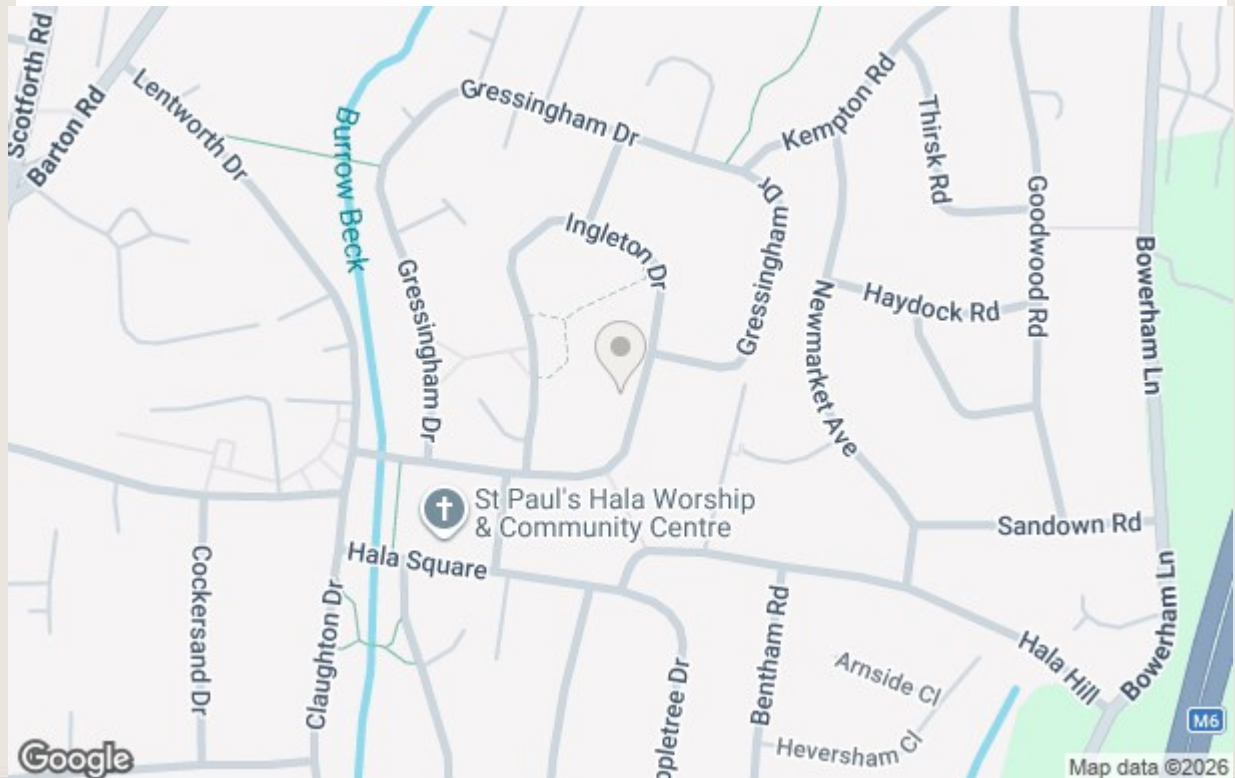 Scotforth Rd
Barton Rd
Lentworth Dr
Burrow Beck
Gressingham Dr
Kempton Rd
Thirsk Rd
Goodwood Rd
Bowerham Ln
Ingleton Dr
Gressingham Dr
Gressingham Dr
Newmarket Ave
Haydock Rd
St Paul's Hala Worship
& Community Centre
Sandown Rd
Hala Square
Cockersand Dr
Claughton Dr
ppletree Dr
Bentham Rd
Arnside Cl
Heversham Cl
Hala Hill
Bowerham Ln
M6
Google
Map data ©2026